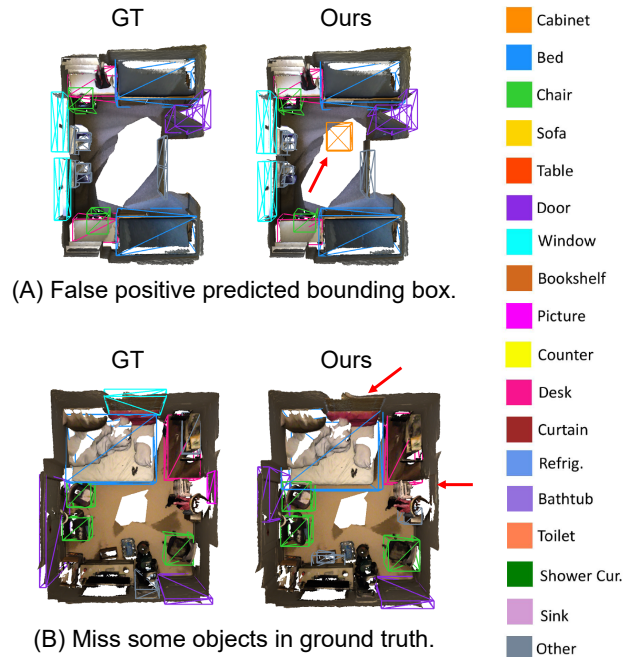 GT
Ours
(A) False positive predicted bounding box.
GT
Ours
(B) Miss some objects in ground truth.
Cabinet
Bed
Chair
Sofa
Table
Door
Window
Bookshelf
Picture
Counter
Desk
Curtain
Refrig.
Bathtub
Toilet
Shower Cur.
Sink
Other